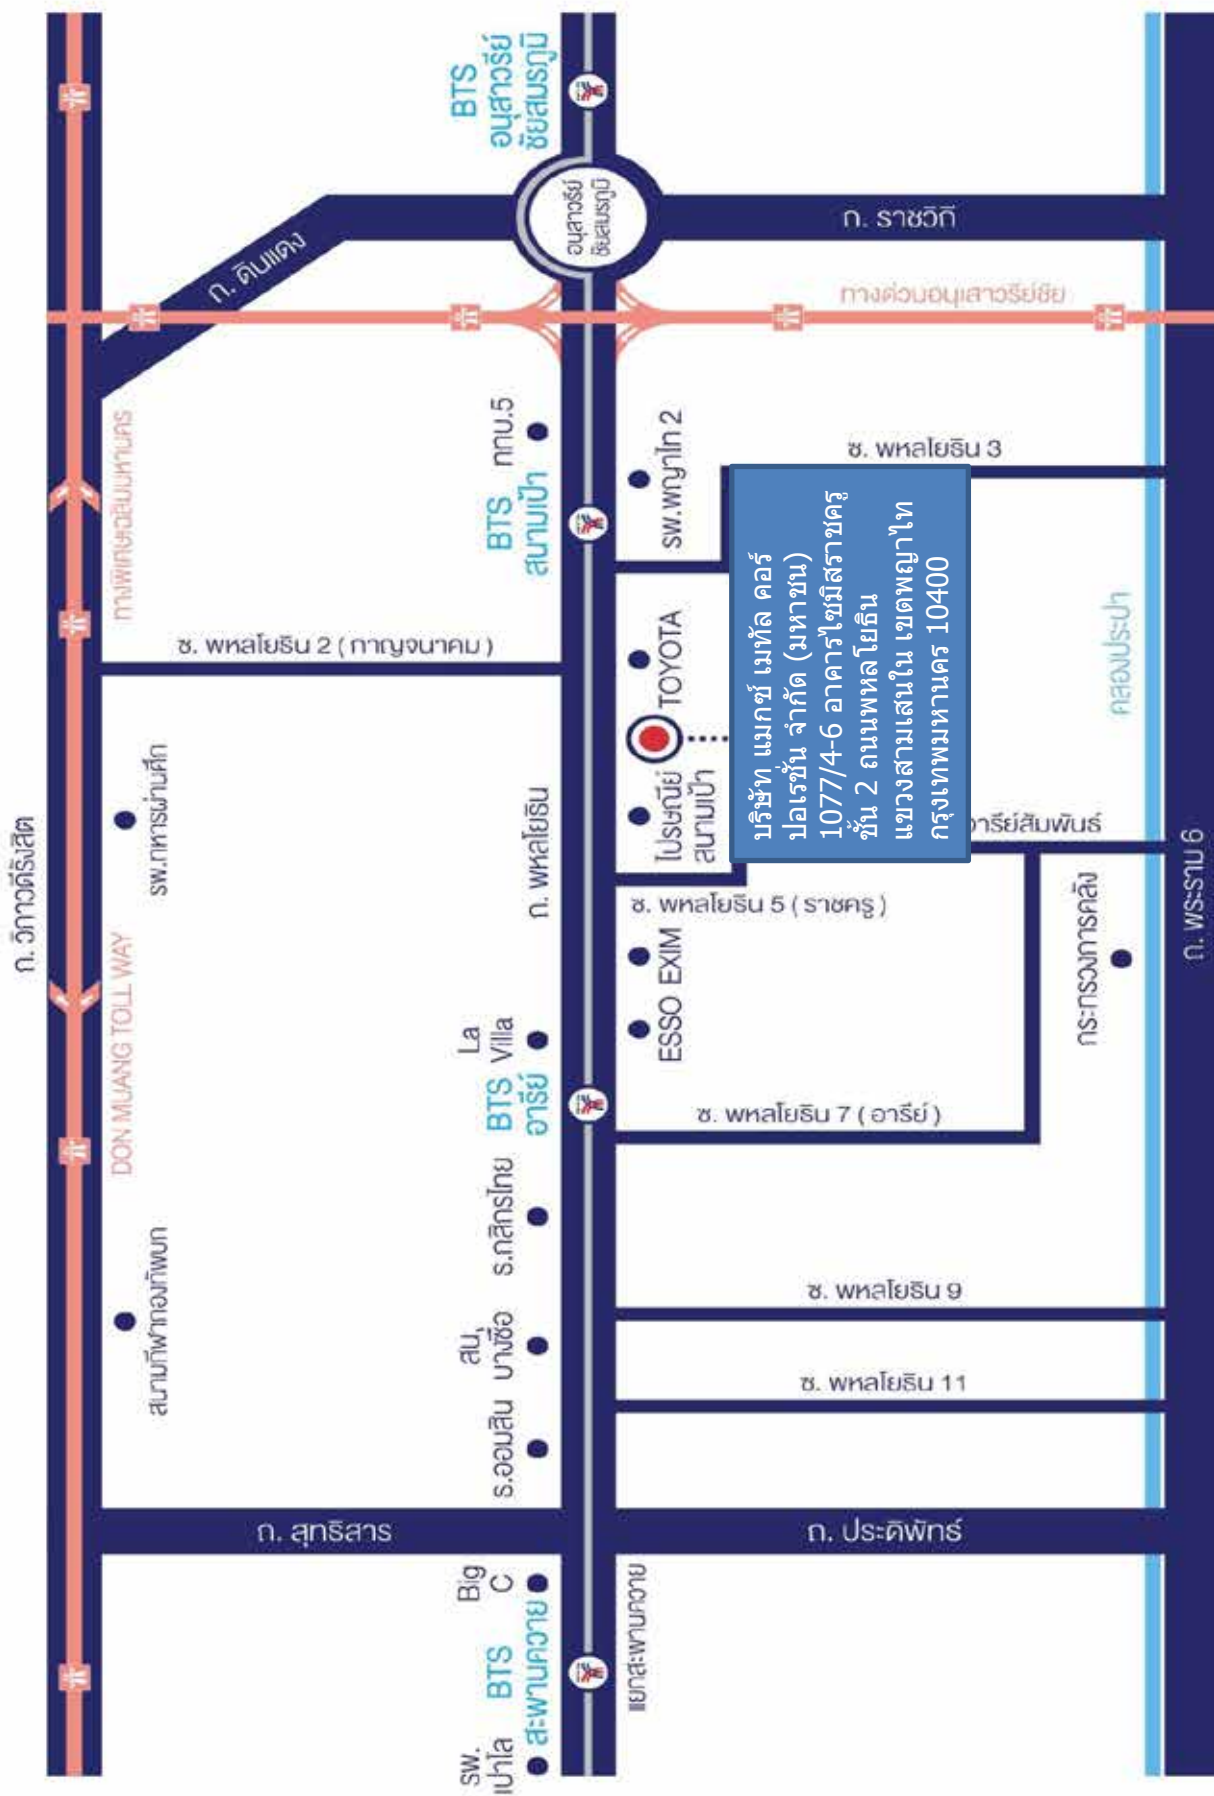 ถ. วิภาวดีรังสิต
DON MUANG TOLL WAY
ทางพิเศษเฉลิมมหานคร
สนามกีฬากองทัพบก
รพ.ทหารผ่านศึก
ถ. ดินแดง
ถ. สุทธิสาร
ซ. พหลโยธิน 2 ( กาญจนาคม )
รพ.
เปาโล
BTS
สะพานควาย
Big
C
ธ.ออมสิน
สน.
บางซื่อ
ธ.กสิกรไทย
BTS
อารีย์
La
Villa
ถ. พหลโยธิน
BTS
สนามเป้า
ททบ.5
BTS
อนุสาวรีย์
ชัยสมรภูมิ
อนุสาวรีย์
ชัยสมรภูมิ
แยกสะพานควาย
ESSO EXIM
ไปรษณีย์
สนามเป้า
TOYOTA
รพ.พญาไท 2
ถ. ประดิพัทธ์
ซ. พหลโยธิน 11
ซ. พหลโยธิน 9
ซ. พหลโยธิน 7 ( อารีย์ )
ซ. พหลโยธิน 5 ( ราชครู )
ซ. พหลโยธิน 3
ทางด่วนอนุเสาวรีย์ชัย
ถ. ราชวิถี
บริษัท แมกซ์ เมทัล คอร์
ปอเรชั่น จำกัด (มหาชน)
1077/4-6 อาคารไซมิสราชครู
ชั้น 2 ถนนพหลโยธิน
แขวงสามเสนใน เขตพญาไท
กรุงเทพมหานคร 10400
อารีย์สัมพันธ์
กระทรวงการคลัง
คลองประปา
ถ. พระราม 6